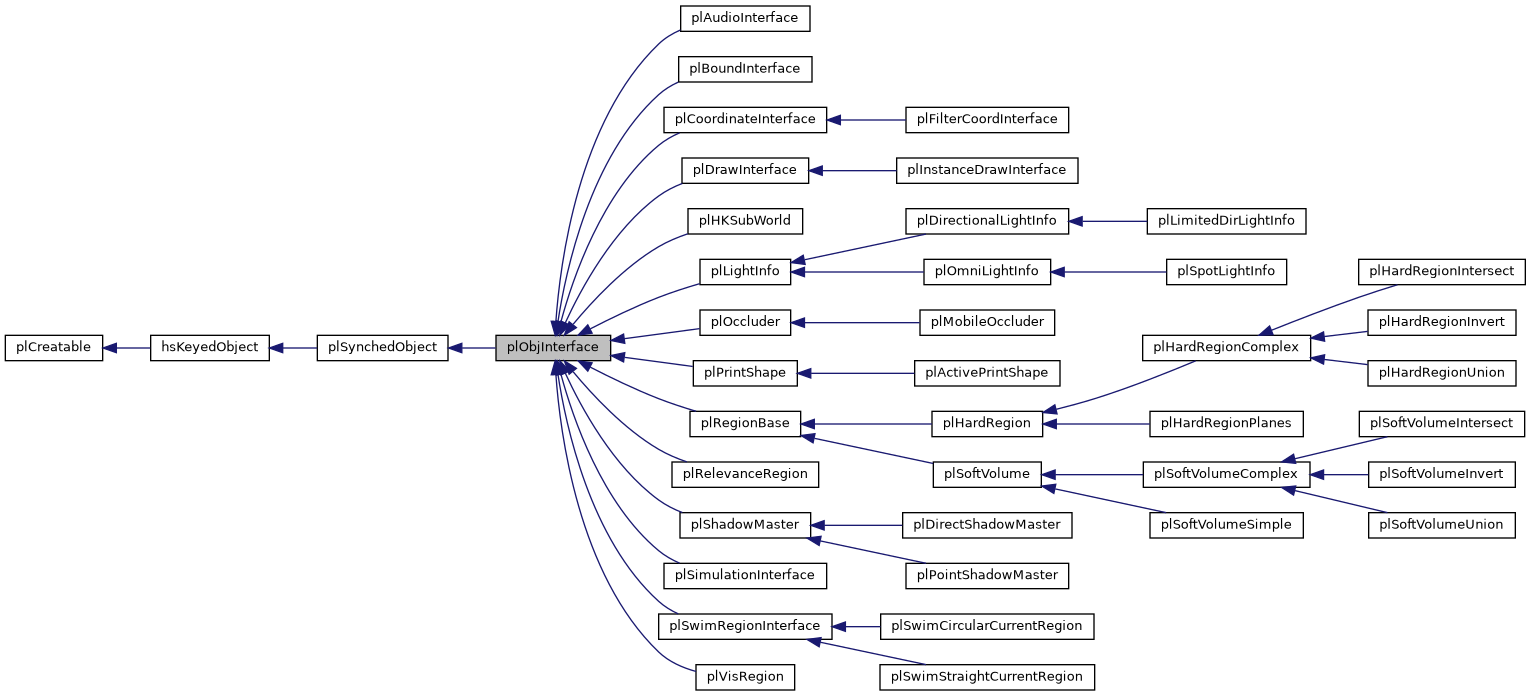 plAudioInterface
plBoundInterface
plCoordinateInterface
plFilterCoordInterface
plDrawInterface
plInstanceDrawInterface
plHKSubWorld
plDirectionalLightInfo
plLimitedDirLightInfo
plLightInfo
plOmniLightInfo
plSpotLightInfo
plHardRegionIntersect
plOccluder
plMobileOccluder
plHardRegionInvert
plCreatable
hsKeyedObject
plSynchedObject
plObjInterface
plHardRegionComplex
plPrintShape
plActivePrintShape
plHardRegionUnion
plRegionBase
plHardRegion
plHardRegionPlanes
plSoftVolumeIntersect
plRelevanceRegion
plSoftVolume
plSoftVolumeComplex
plSoftVolumeInvert
plShadowMaster
plDirectShadowMaster
plSoftVolumeSimple
plSoftVolumeUnion
plSimulationInterface
plPointShadowMaster
plSwimRegionInterface
plSwimCircularCurrentRegion
plVisRegion
plSwimStraightCurrentRegion